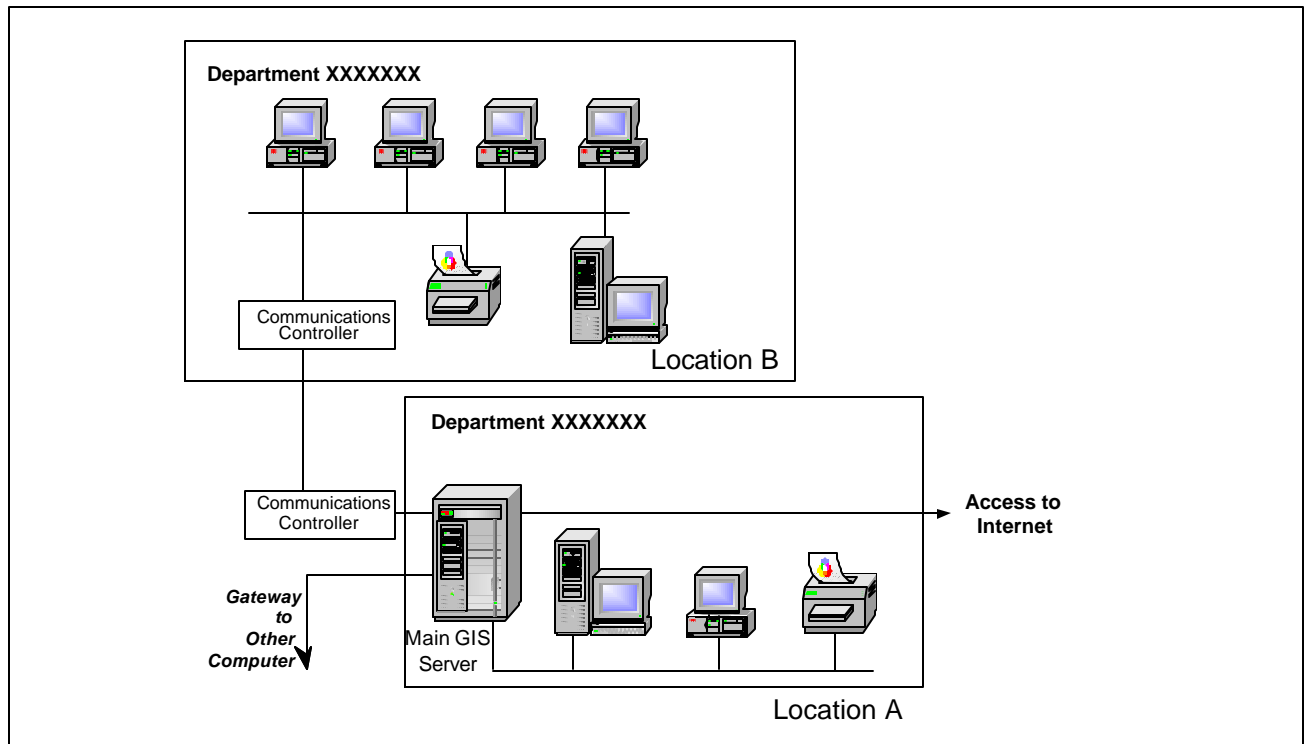 Department XXXXXXX
Communications
Controller
Location B
Department XXXXXXX
Communications
Controller
Access to
Internet
Gateway
to
Other
Computer
Main GIS
Server
Location A